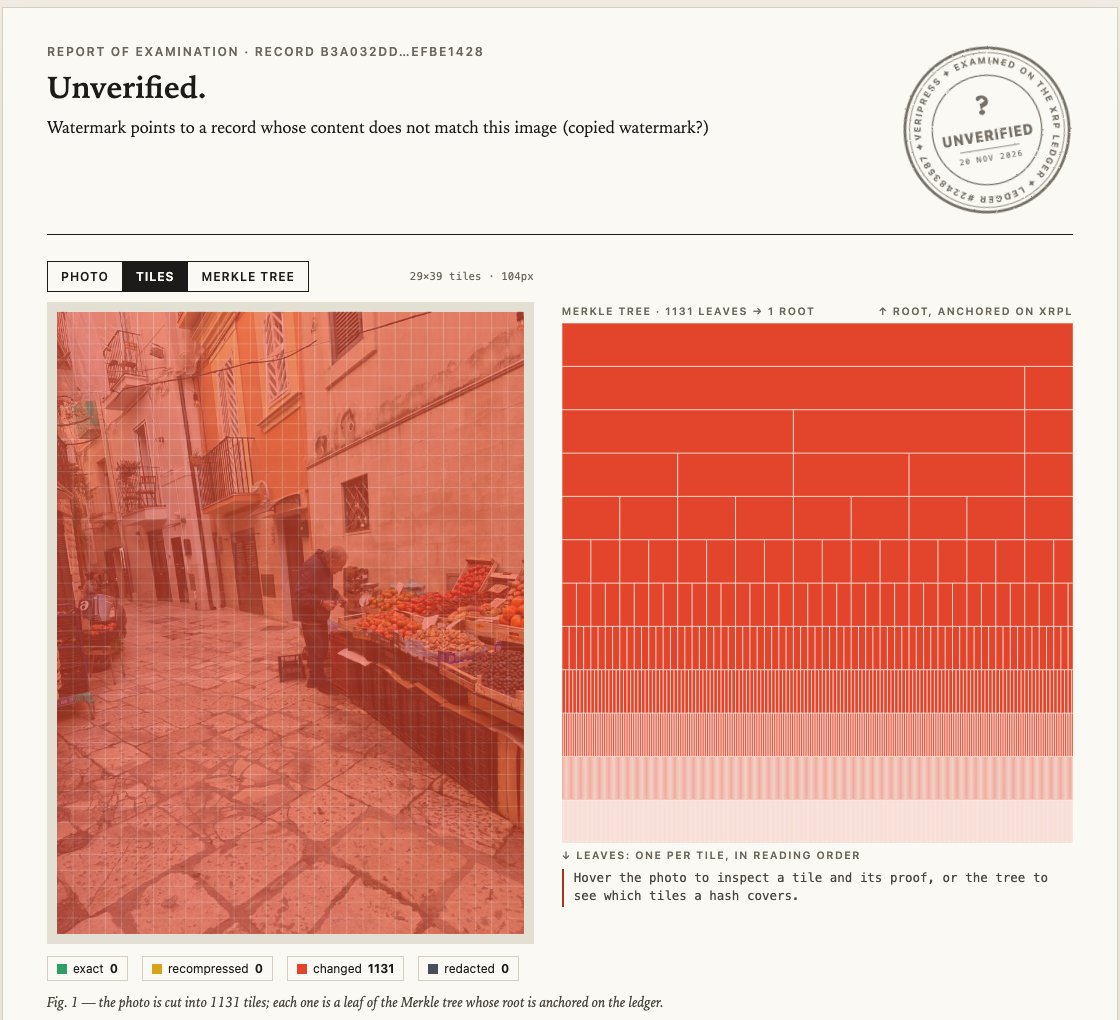 REPORT OF EXAMINATION · RECORD B3A032DD…EFBE1428
Unverified.
Watermark points to a record whose content does not match this image (copied watermark?)
VERIPRESS ✦ EXAMINED ON THE XRP LEDGER ✦ LEDGER #22483587 ✦
?
UNVERIFIED
20 NOV 2026
PHOTO TILES MERKLE TREE
29×39 tiles · 104px
MERKLE TREE · 1131 LEAVES → 1 ROOT
↑ ROOT, ANCHORED ON XRPL
↓ LEAVES: ONE PER TILE, IN READING ORDER
Hover the photo to inspect a tile and its proof, or the tree to
see which tiles a hash covers.
exact 0 recompressed 0 changed 1131 redacted 0
Fig. 1 — the photo is cut into 1131 tiles; each one is a leaf of the Merkle tree whose root is anchored on the ledger.